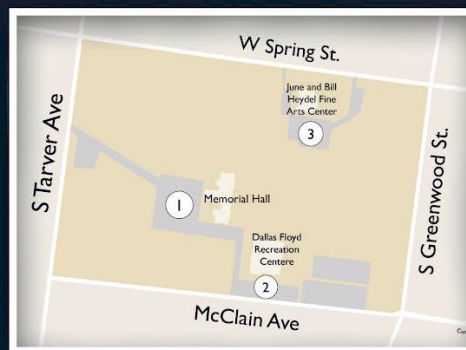 W Spring St.
June and Bill
Heydel Fine
Arts Center
3
S Tarver Ave
S Greenwood St.
1
Memorial Hall
Dallas Floyd
Recreation
Centere
2
McClain Ave